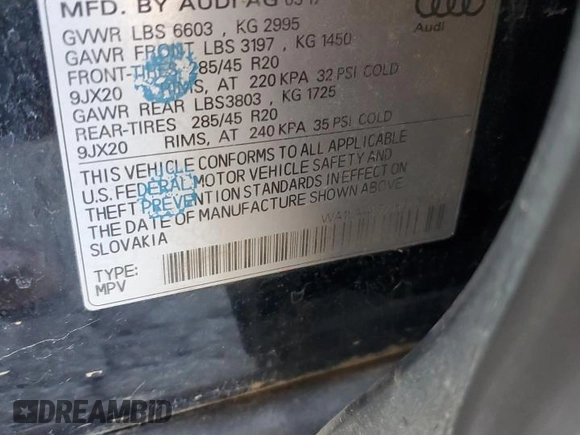 MFD. BY AUDI AG
Audi
GVWR LBS 6603 , KG 2995
GAWR FRONT LBS 3197 , KG 1450
FRONT-TIRES 285/45 R20
9JX20 RIMS, AT 220 KPA 32 PSI COLD
GAWR REAR LBS3803 , KG 1725
REAR-TIRES 285/45 R20
9JX20 RIMS, AT 240 KPA 35 PSI COLD
THIS VEHICLE CONFORMS TO ALL APPLICABLE
U.S. FEDERAL MOTOR VEHICLE SAFETY AND
THEFT PREVENTION STANDARDS IN EFFECT ON
THE DATE OF MANUFACTURE SHOWN ABOVE.
SLOVAKIA
TYPE:
MPV
DREAMBID